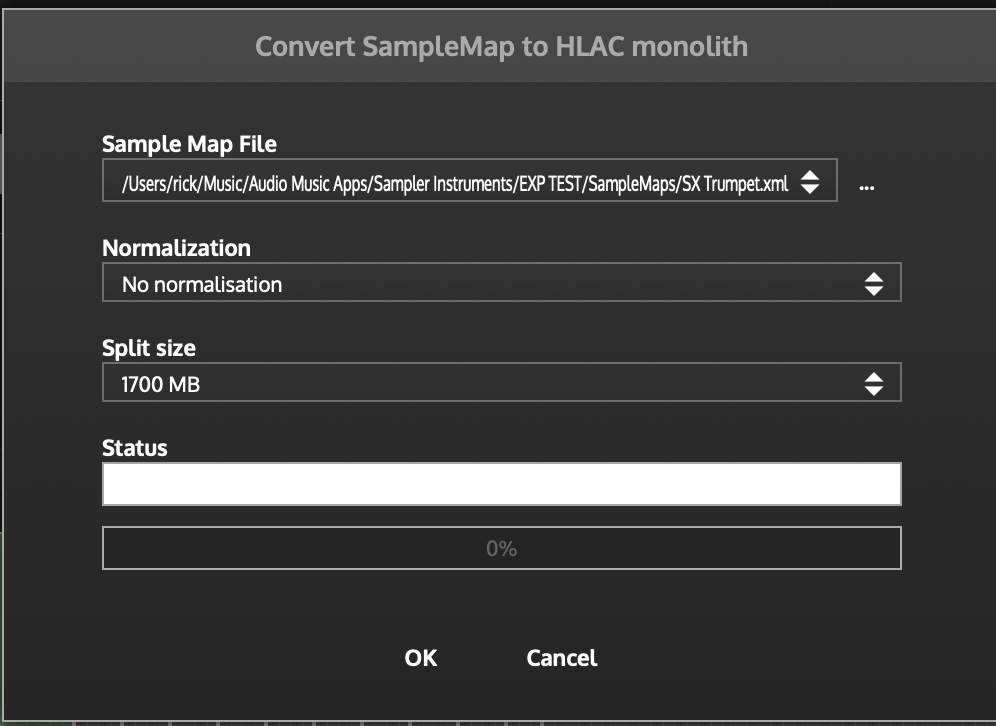 Convert SampleMap to HLAC monolith
Sample Map File
/Users/rick/Music/Audio Music Apps/Sampler Instruments/EXP TEST/SampleMaps/SX Trumpet.xml
...
Normalization
No normalisation
Split size
1700 MB
Status
0%
OK Cancel